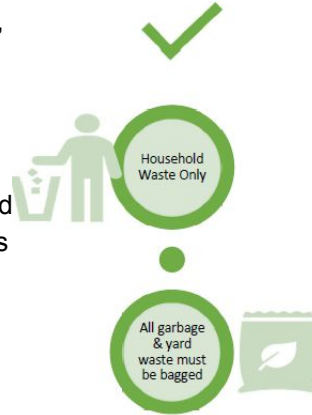 ,
Household
Waste Only
d
s
All garbage
& yard
waste must
be bagged